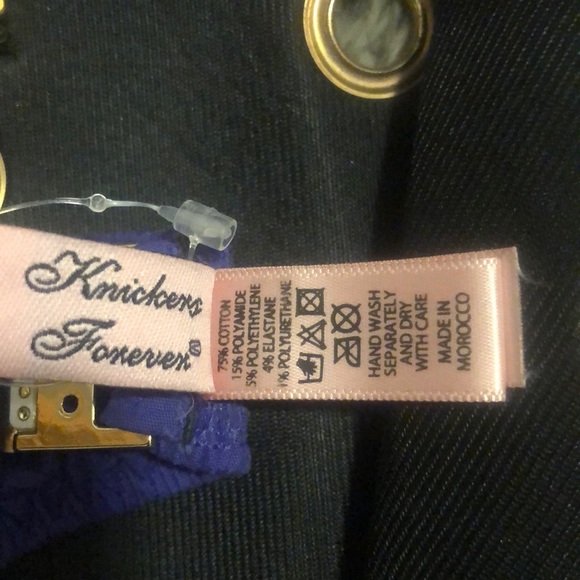 Knickers
Forever®
75% COTTON
15% POLYAMIDE
5% POLYETHYLENE
4% ELASTANE
1% POLYURETHANE
HAND WASH
SEPARATELY
AND DRY
WITH CARE
MADE IN
MOROCCO